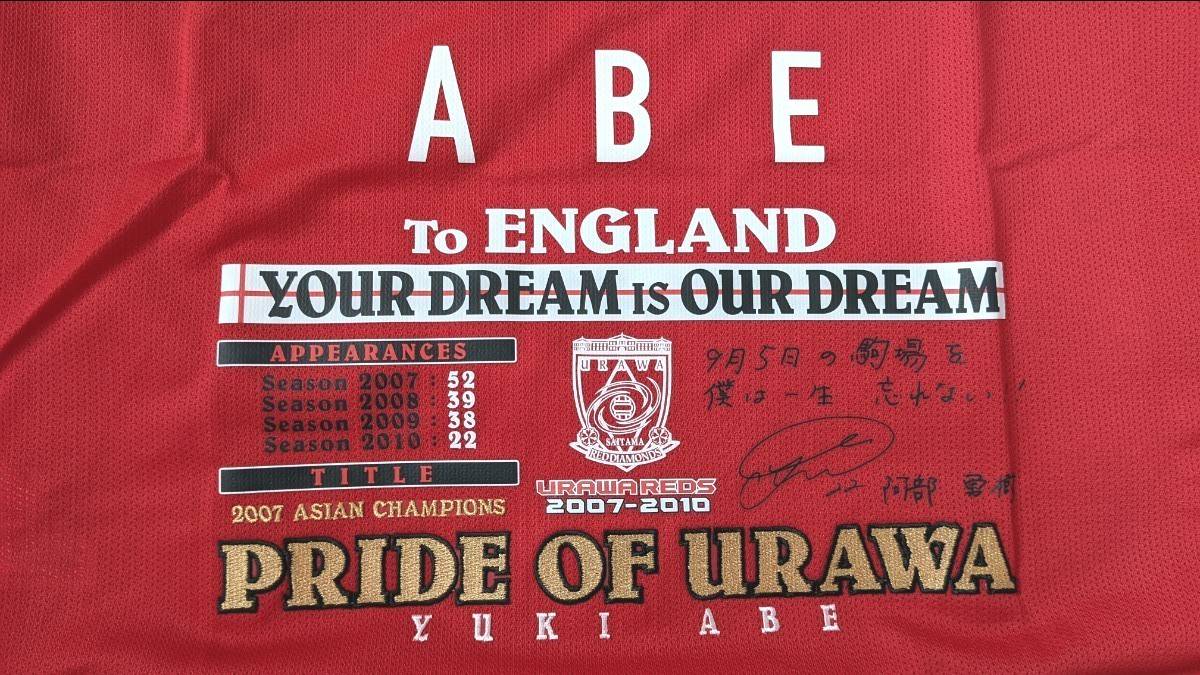 ABE
To ENGLAND
YOUR DREAM IS OUR DREAM
APPEARANCES
Season 2007 : 52
Season 2008 : 39
Season 2009 : 38
Season 2010 : 22
TITLE
2007 ASIAN CHAMPIONS
URAWA
SAITAMA
RED DIAMONDS
URAWA REDS
2007-2010
9月5日の駒場を
僕は一生 忘れない
22 阿部 勇樹
PRIDE OF URAWA
YUKI ABE